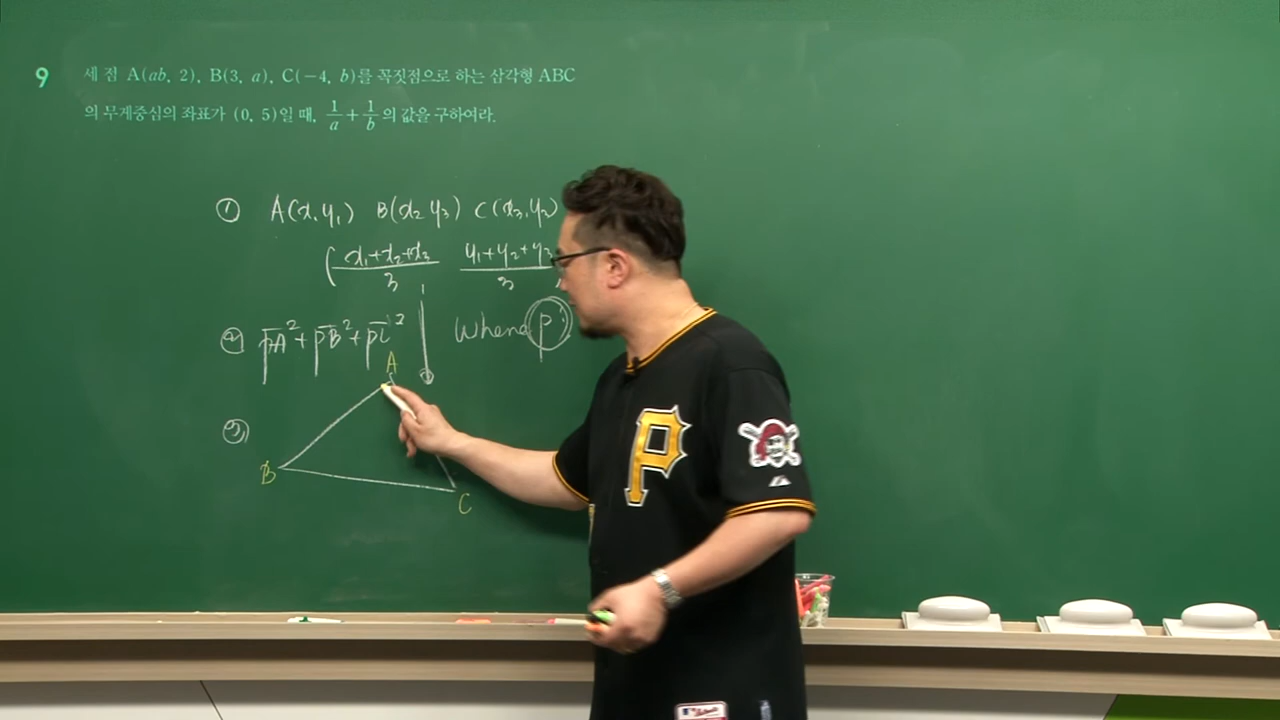 9 세 점 A(ab, 2), B(3, a), C(−4, b)를 꼭짓점으로 하는 삼각형 ABC
의 무게중심의 좌표가 (0, 5)일 때, 1/a + 1/b 의 값을 구하여라.
① A(x, y₁) B(x₂ y₃) C(x₃, y₂)
( x₁+x₂+x₃ / 3 y₁+y₂+y₃ / 3
② PA² + PB² + PC² when P
A
③
B
C
P